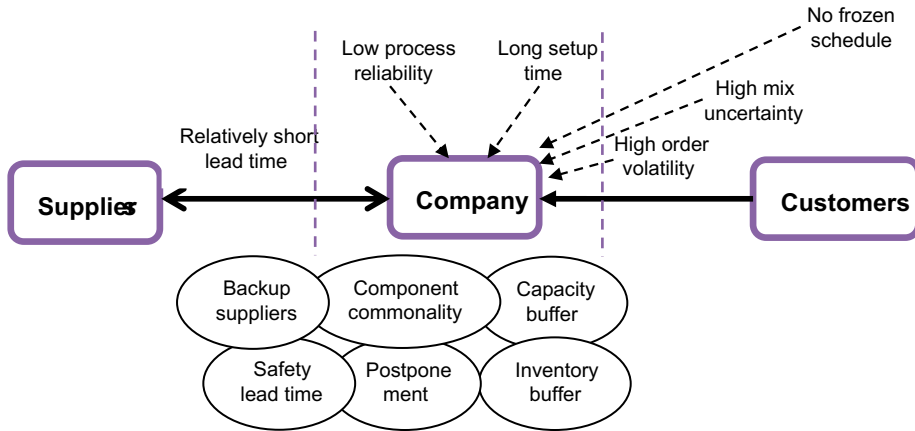 No frozen
schedule
Low process
reliability
Long setup
time
High mix
uncertainty
Relatively short
lead time
High order
volatility
Suppliers
Company
Customers
Backup
suppliers
Component
commonality
Capacity
buffer
Safety
lead time
Postpone
ment
Inventory
buffer